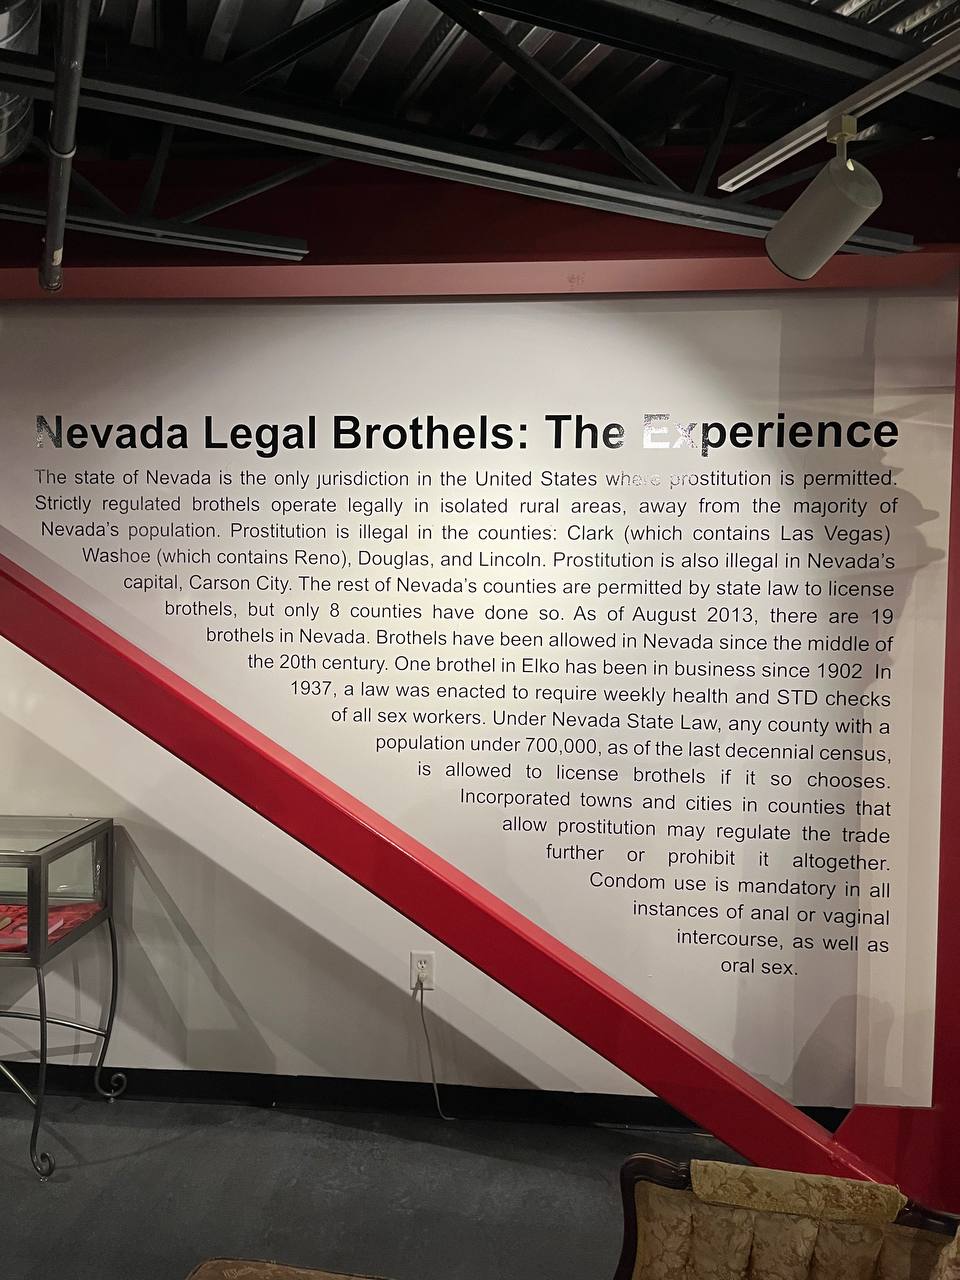 Nevada Legal Brothels: The Experience
The state of Nevada is the only jurisdiction in the United States where prostitution is permitted.
Strictly regulated brothels operate legally in isolated rural areas, away from the majority of
Nevada's population. Prostitution is illegal in the counties: Clark (which contains Las Vegas)
Washoe (which contains Reno), Douglas, and Lincoln. Prostitution is also illegal in Nevada's
capital, Carson City. The rest of Nevada's counties are permitted by state law to license
brothels, but only 8 counties have done so. As of August 2013, there are 19
brothels in Nevada. Brothels have been allowed in Nevada since the middle of
the 20th century. One brothel in Elko has been in business since 1902 In
1937, a law was enacted to require weekly health and STD checks
of all sex workers. Under Nevada State Law, any county with a
population under 700,000, as of the last decennial census,
is allowed to license brothels if it so chooses.
Incorporated towns and cities in counties that
allow prostitution may regulate the trade
further or prohibit it altogether.
Condom use is mandatory in all
instances of anal or vaginal
intercourse, as well as
oral sex.